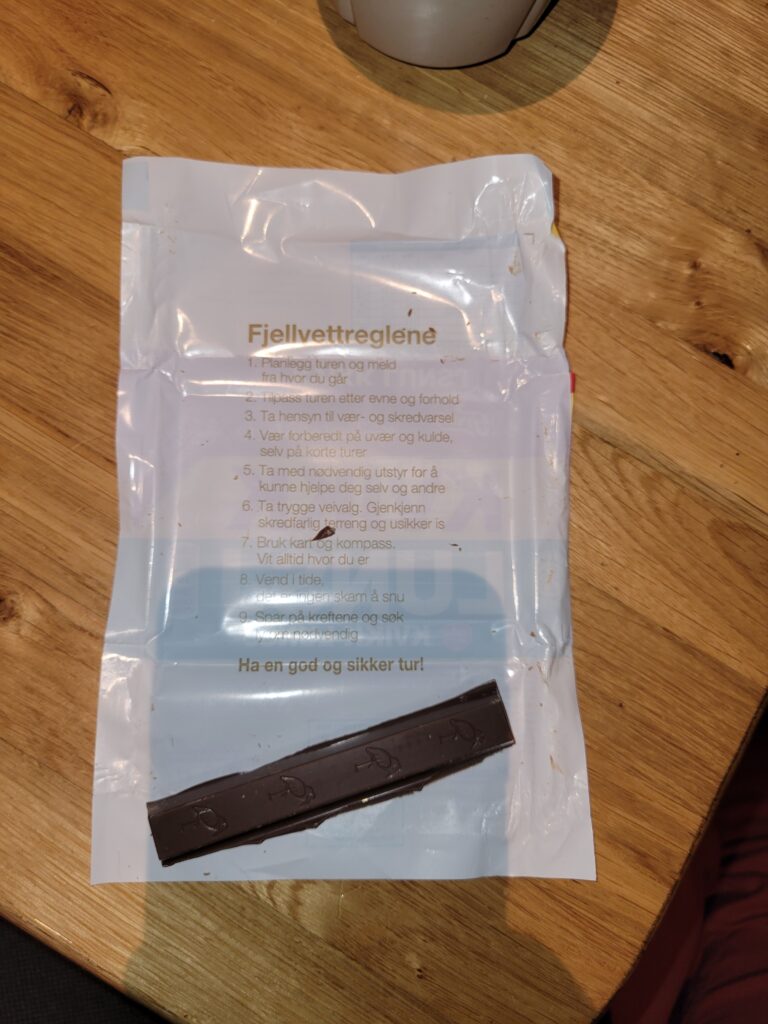 Fjellvettreglene
1. Planlegg turen og meld
fra hvor du går
2. Tilpass turen etter evne og forhold
3. Ta hensyn til vær- og skredvarsel
4. Vær forberedt på uvær og kulde,
selv på korte turer
5. Ta med nødvendig utstyr for å
kunne hjelpe deg selv og andre
6. Ta trygge veivalg. Gjenkjenn
skredfarlig terreng og usikker is
7. Bruk kart og kompass.
Vit alltid hvor du er
8. Vend i tide,
det er ingen skam å snu
9. Spar på kreftene og søk
ly om nødvendig
Ha en god og sikker tur!